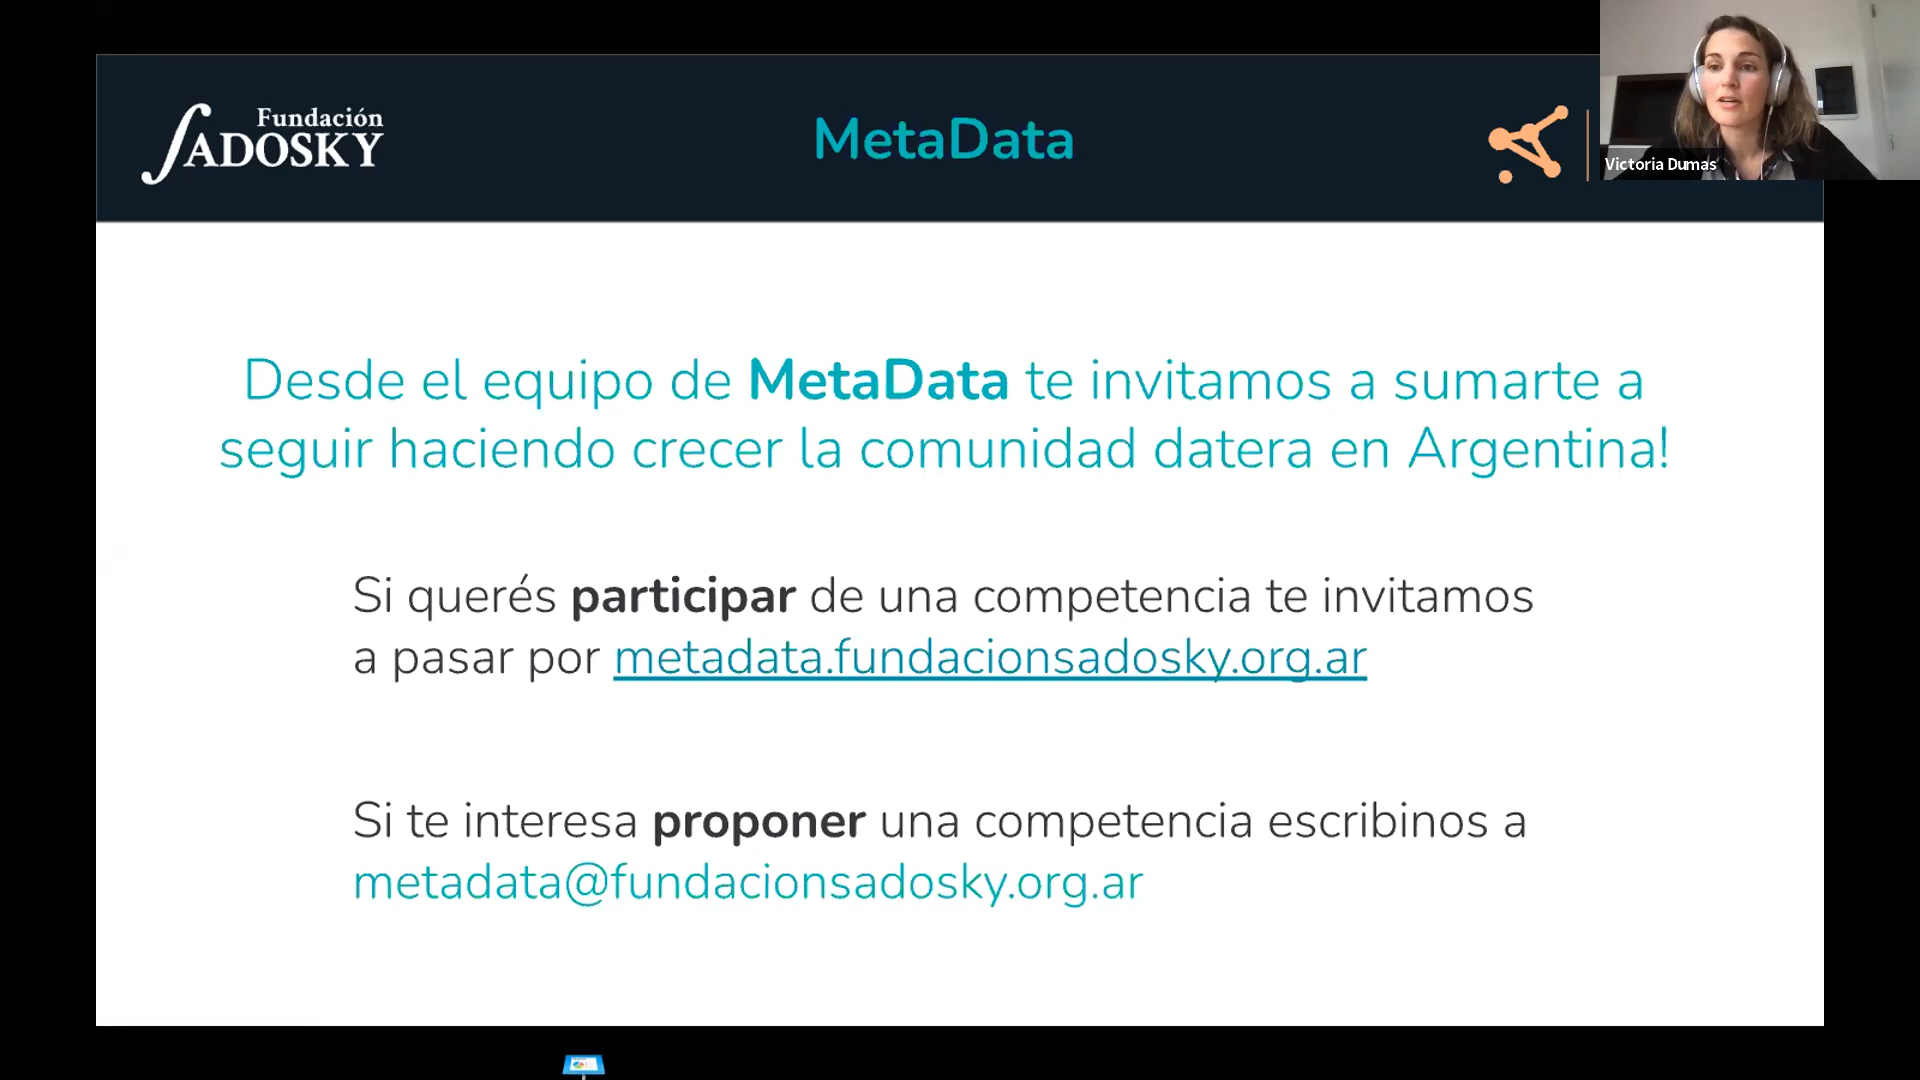 Fundación
SADOSKY
MetaData
Victoria Dumas
Desde el equipo de MetaData te invitamos a sumarte a
seguir haciendo crecer la comunidad datera en Argentina!
Si querés participar de una competencia te invitamos
a pasar por metadata.fundacionsadosky.org.ar
Si te interesa proponer una competencia escribinos a
metadata@fundacionsadosky.org.ar